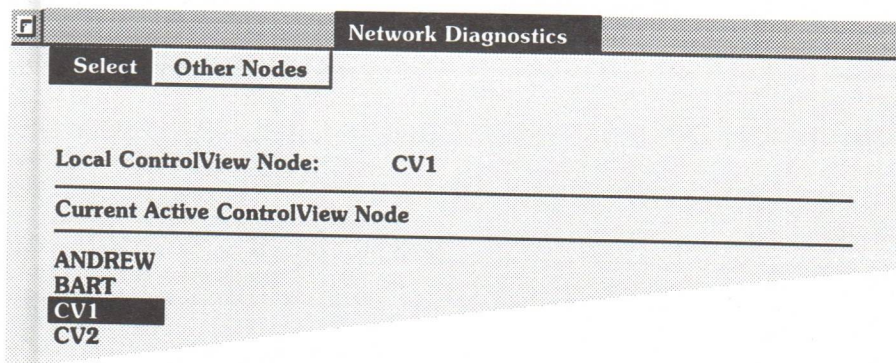 Network Diagnostics
Select Other Nodes
Local ControlView Node: CV1
Current Active ControlView Node
ANDREW
BART
CV1
CV2